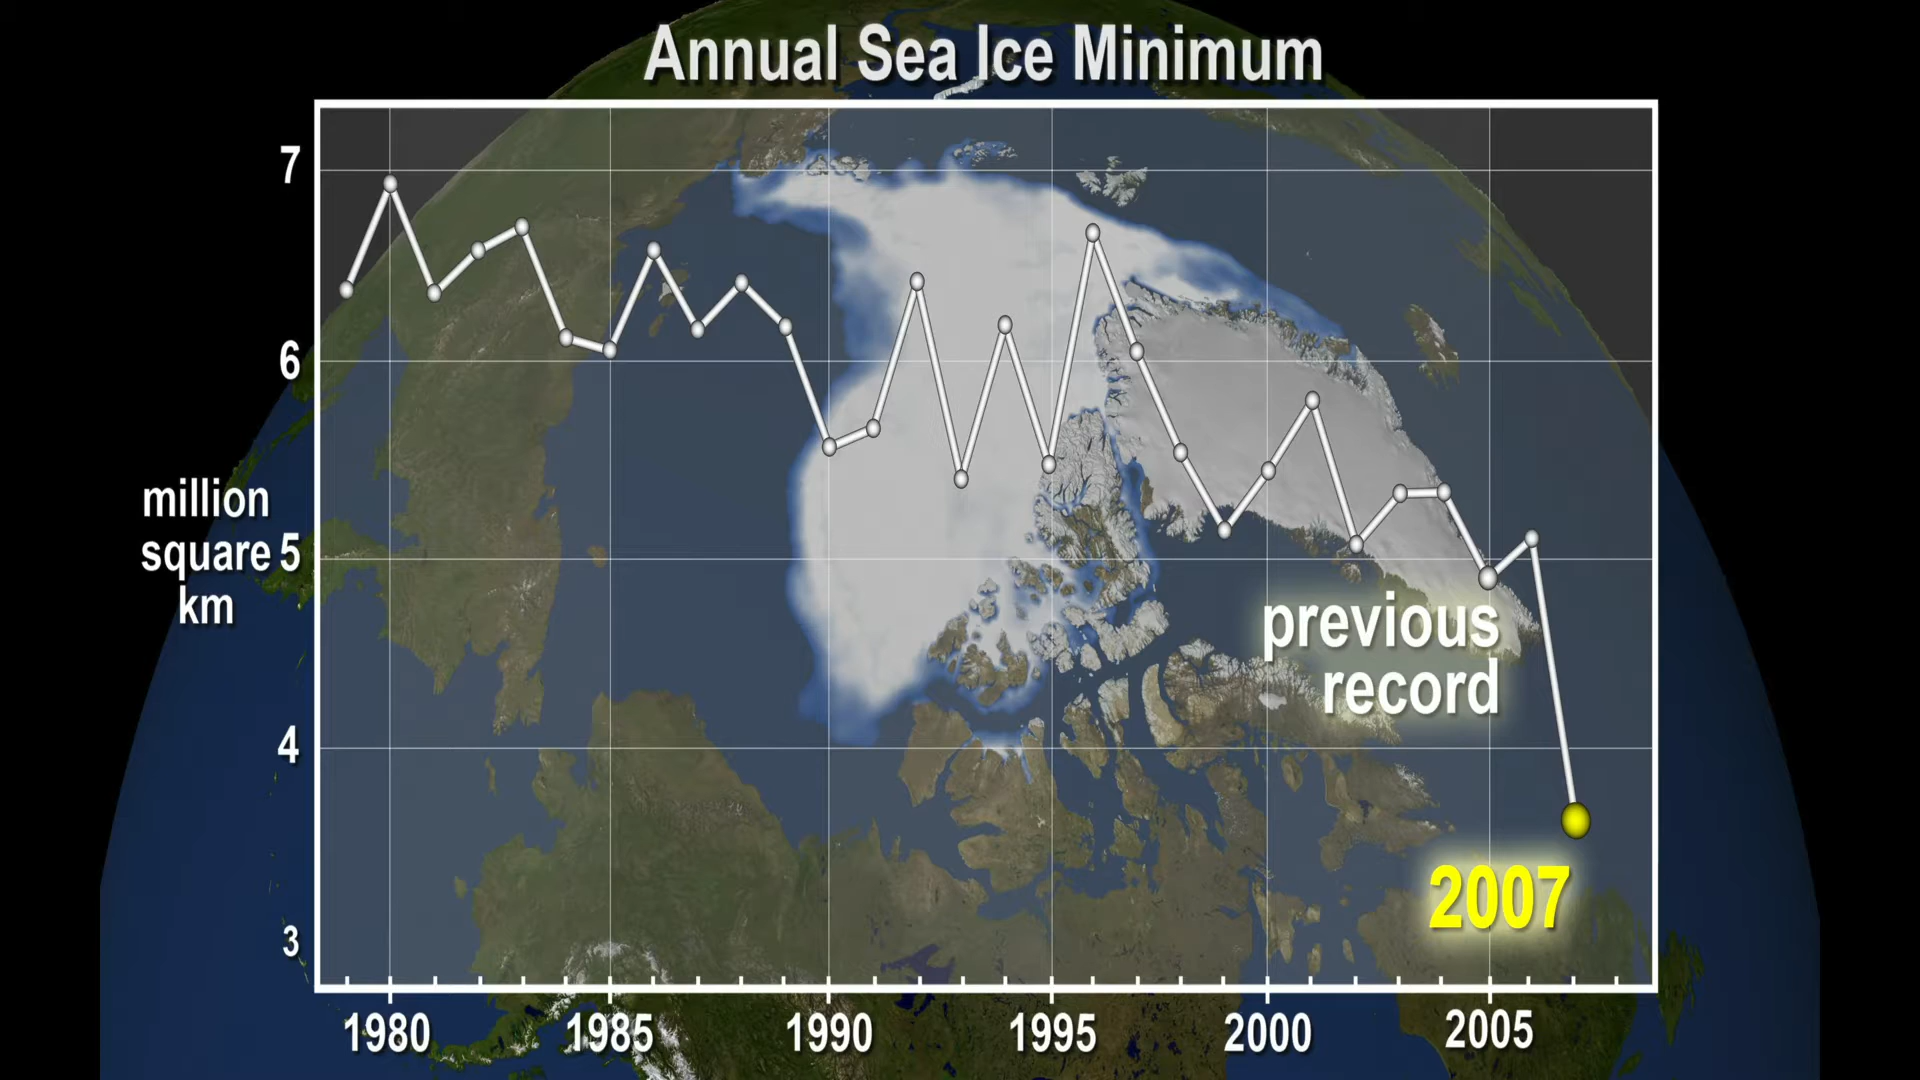 Annual Sea Ice Minimum
7
6
million
square
km
5
4
3
previous
record
2007
1980 1985 1990 1995 2000 2005